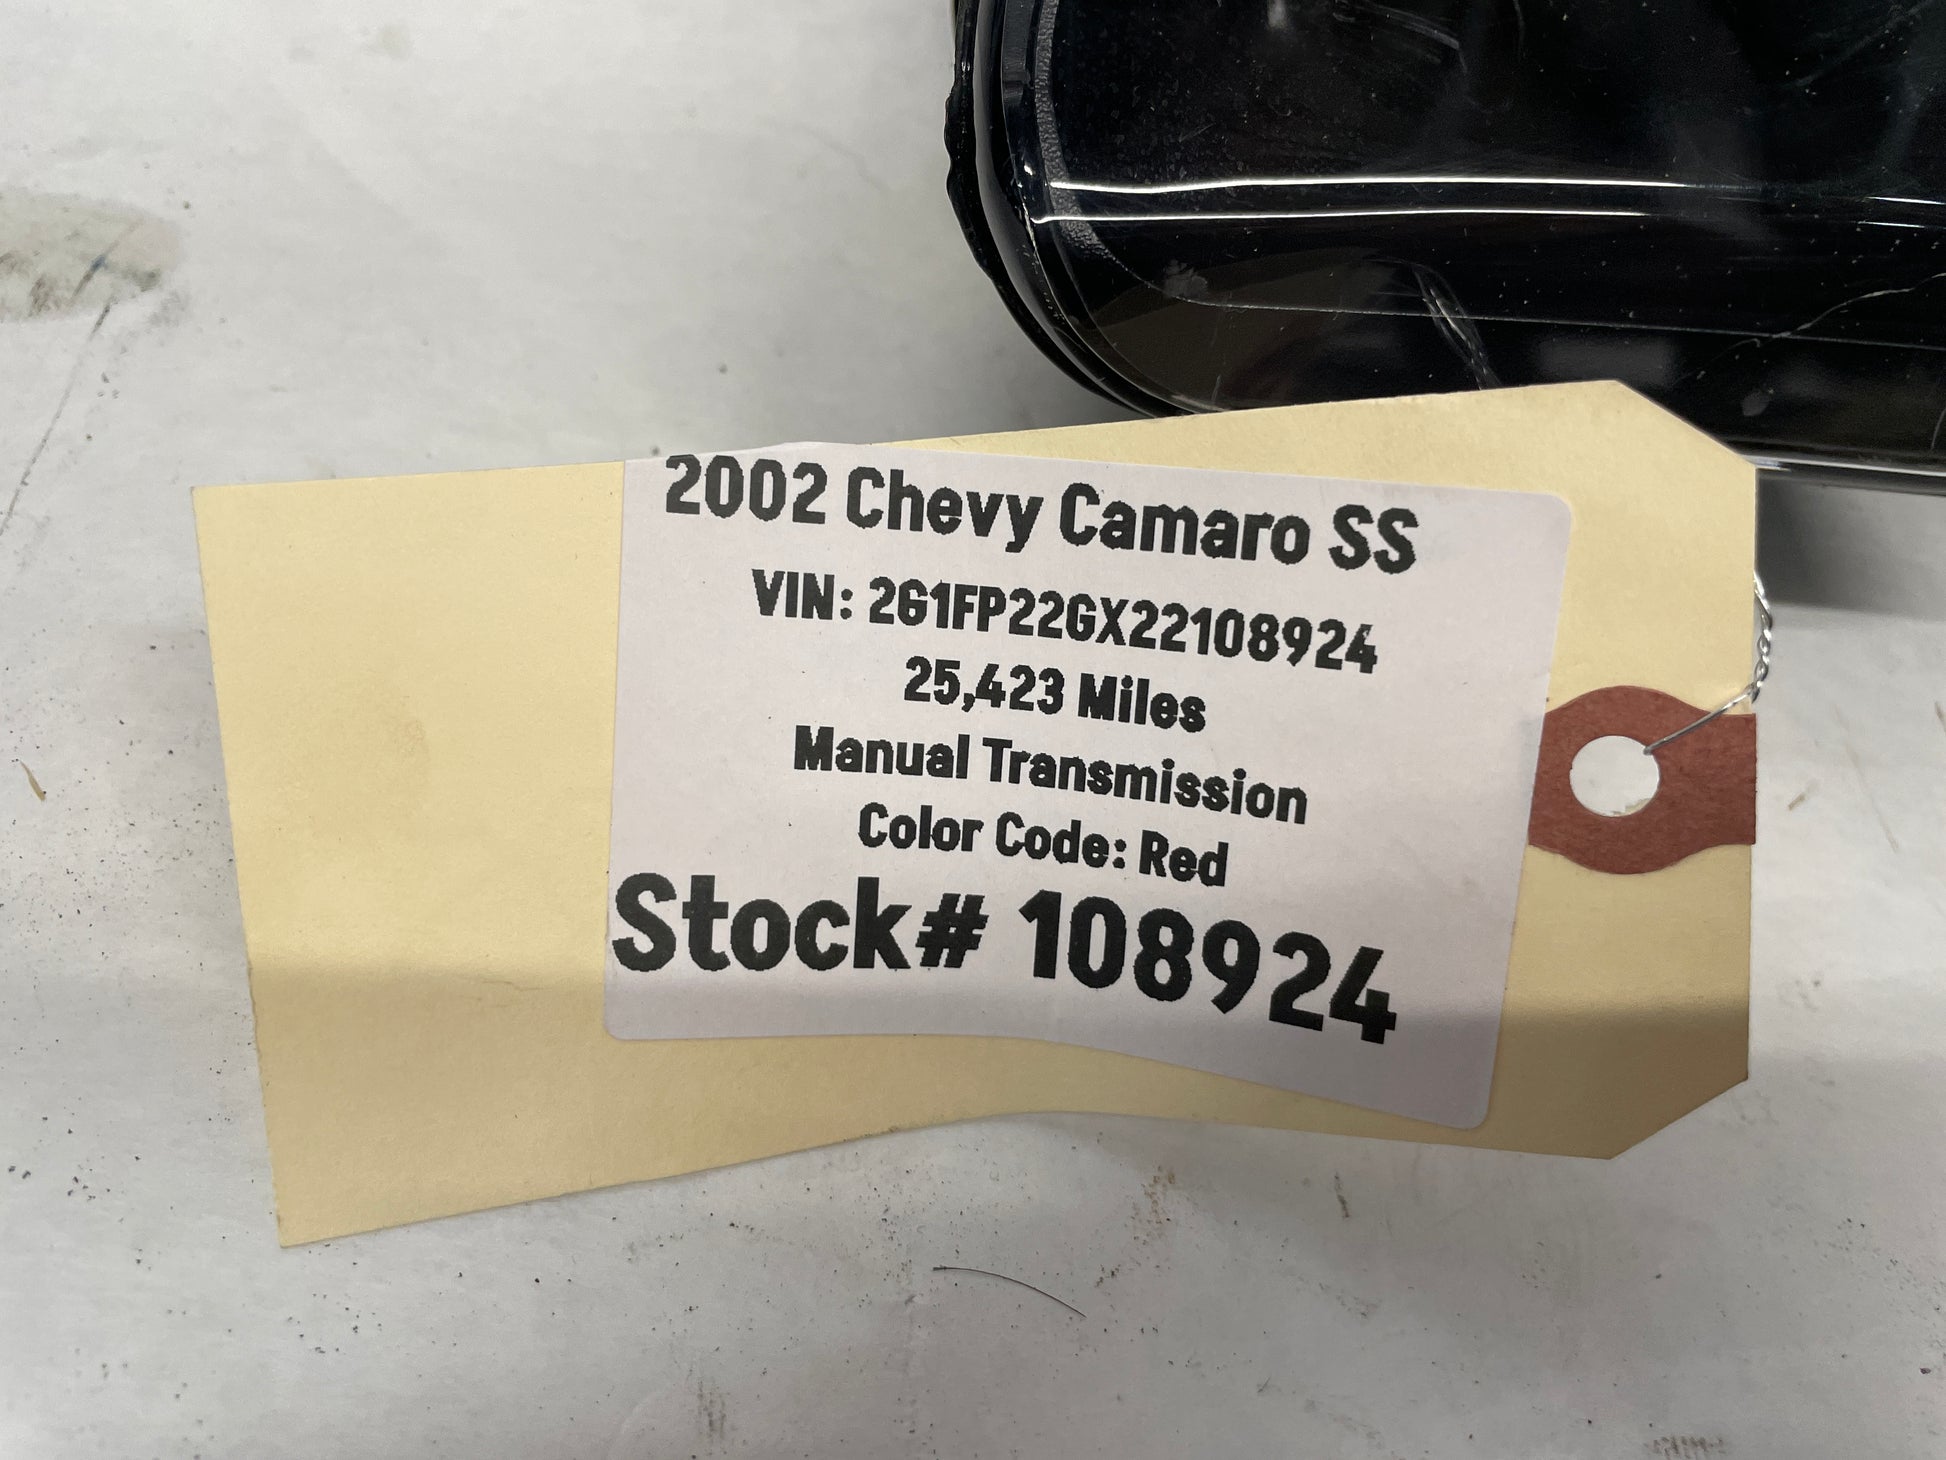 2002 Chevy Camaro SS
VIN: 2G1FP22GX22108924
25,423 Miles
Manual Transmission
Color Code: Red
Stock# 108924